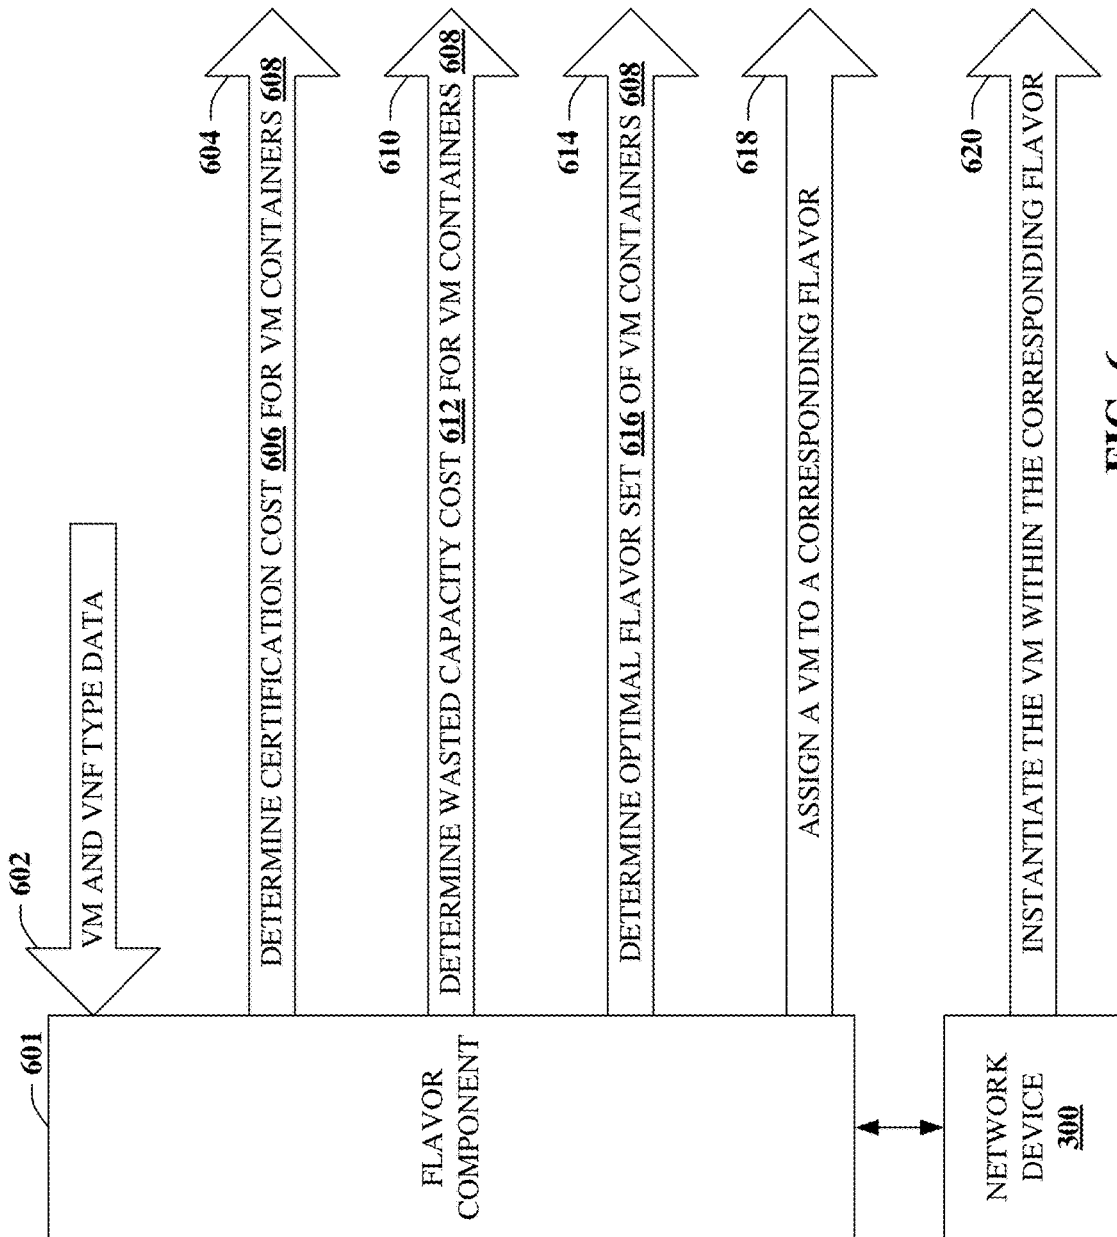 601
602
VM AND VNF TYPE DATA
FLAVOR
COMPONENT
604
DETERMINE CERTIFICATION COST 606 FOR VM CONTAINERS 608
610
DETERMINE WASTED CAPACITY COST 612 FOR VM CONTAINERS 608
614
DETERMINE OPTIMAL FLAVOR SET 616 OF VM CONTAINERS 608
618
ASSIGN A VM TO A CORRESPONDING FLAVOR
NETWORK
DEVICE
300
620
INSTANTIATE THE VM WITHIN THE CORRESPONDING FLAVOR